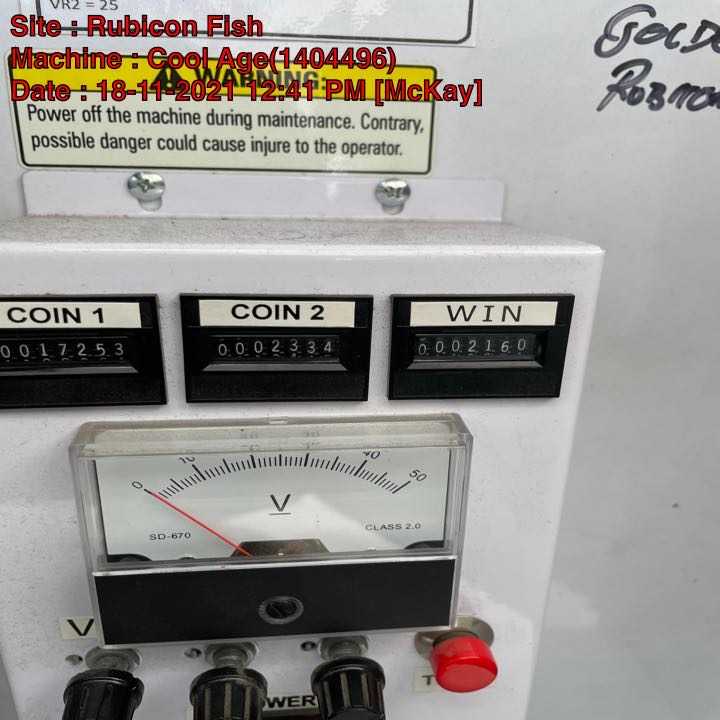 VR2 = 25
Site : Rubicon Fish
Machine : Cool Age(1404496)
WARNING:
Date : 18-11-2021 12:41 PM [McKay]
Power off the machine during maintenance. Contrary,
possible danger could cause injure to the operator.
COIN 1
COIN 2
WIN
0017253
0002334
0002160
0
10
40
50
V
SD-670
CLASS 2.0
V
T
OWER